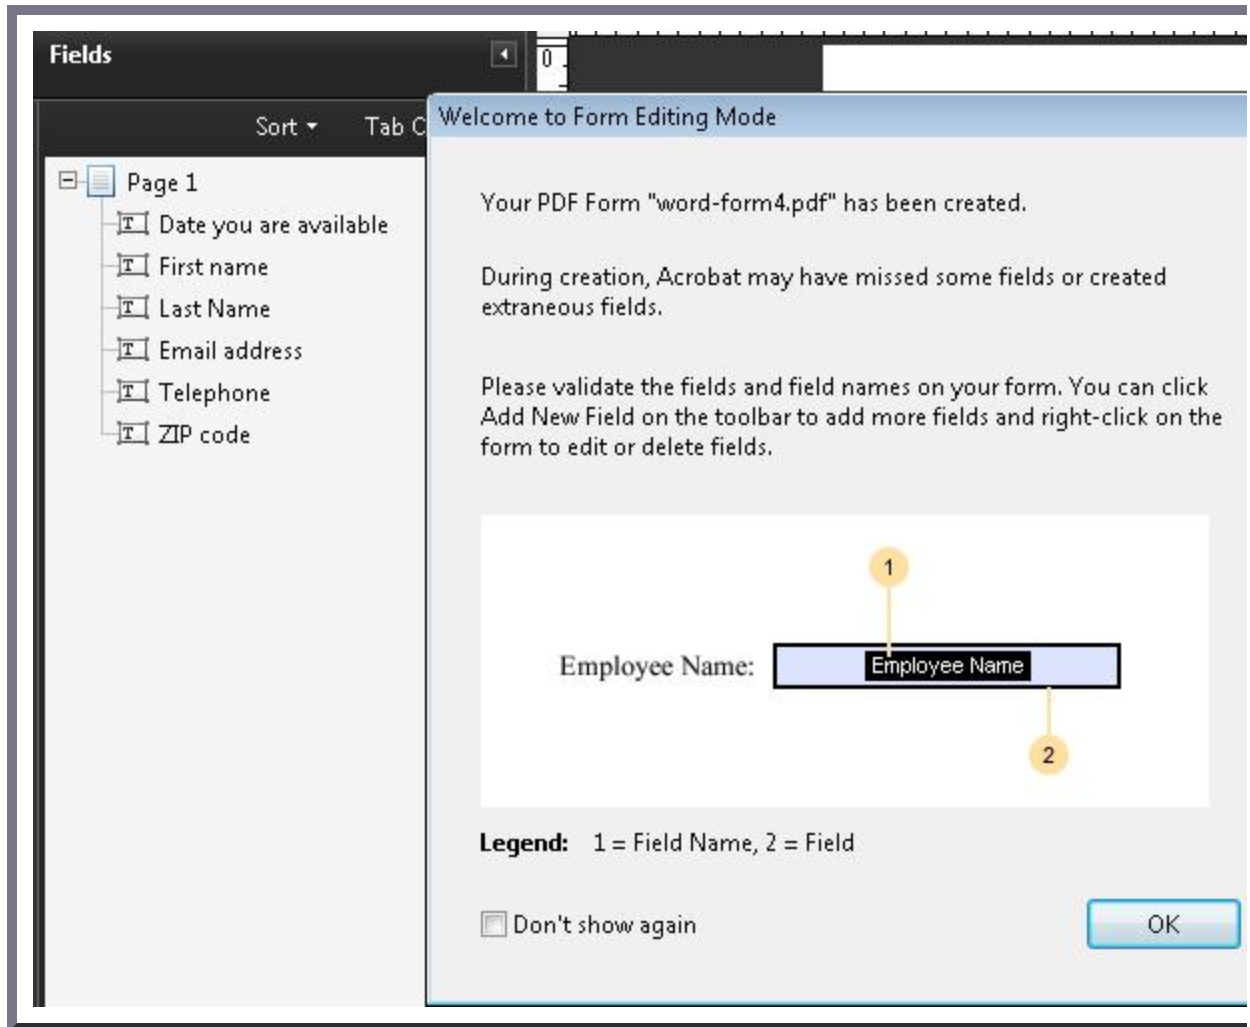 Fields
0
Sort Tab
Page 1
Date you are available
First name
Last Name
Email address
Telephone
ZIP code
Welcome to Form Editing Mode
Your PDF Form "word-form4.pdf" has been created.
During creation, Acrobat may have missed some fields or created
extraneous fields.
Please validate the fields and field names on your form. You can click
Add New Field on the toolbar to add more fields and right-click on the
form to edit or delete fields.
1
Employee Name: Employee Name
2
Legend: 1 = Field Name, 2 = Field
Don't show again
OK